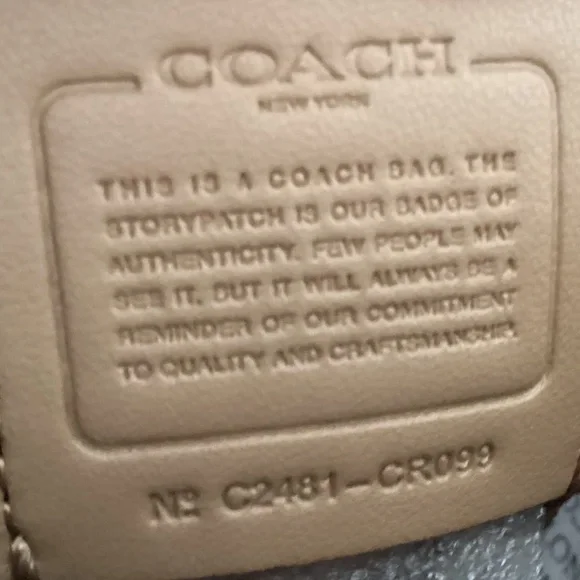 COACH
NEW YORK
THIS IS A COACH BAG. THE
STORYPATCH IS OUR BADGE OF
AUTHENTICITY. FEW PEOPLE MAY
SEE IT. BUT IT WILL ALWAYS BE A
REMINDER OF OUR COMMITMENT
TO QUALITY AND CRAFTSMANSHIP.
Nº C2481-CR099